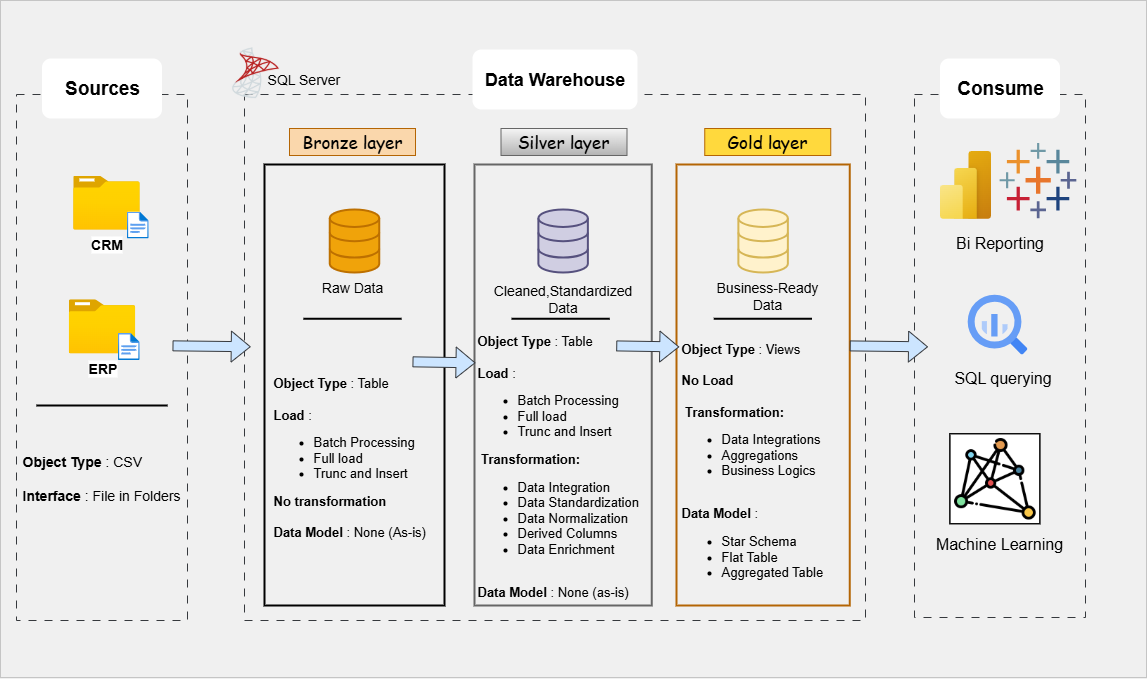 Sources
CRM
ERP
Object Type : CSV
Interface : File in Folders
SQL Server
Data Warehouse
Bronze layer
Raw Data
Object Type : Table
Load :
Batch Processing
Full load
Trunc and Insert
No transformation
Data Model : None (As-is)
Silver layer
Cleaned,Standardized
Data
Object Type : Table
Load :
Batch Processing
Full load
Trunc and Insert
Transformation:
Data Integration
Data Standardization
Data Normalization
Derived Columns
Data Enrichment
Data Model : None (as-is)
Gold layer
Business-Ready
Data
Object Type : Views
No Load
Transformation:
Data Integrations
Aggregations
Business Logics
Data Model :
Star Schema
Flat Table
Aggregated Table
Consume
Bi Reporting
SQL querying
Machine Learning